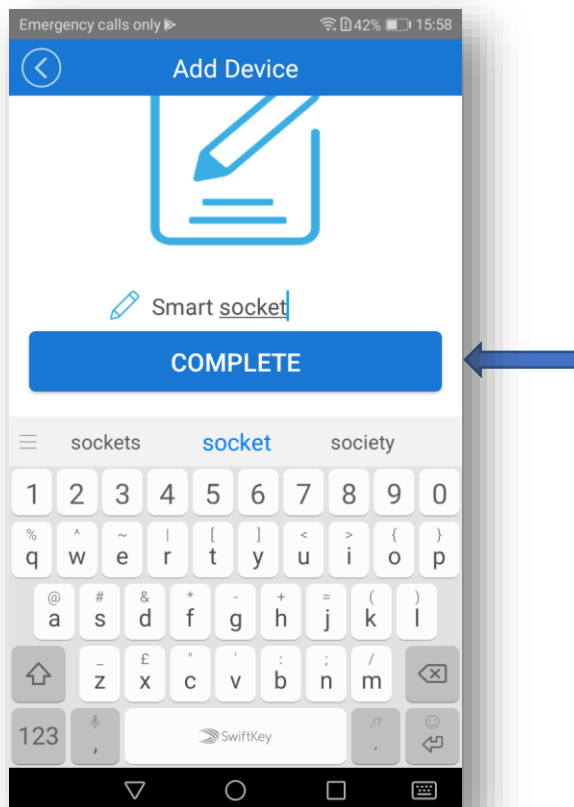 Emergency calls only 42% 15:58
Add Device
Smart socket
COMPLETE
sockets socket society
1 2 3 4 5 6 7 8 9 0
% ^ ~ | [ ] < > { }
q w e r t y u i o p
@ # & * - + = ( )
a s d f g h j k l
_ £ " ' : ; /
z x c v b n m
123 , SwiftKey ,!? .